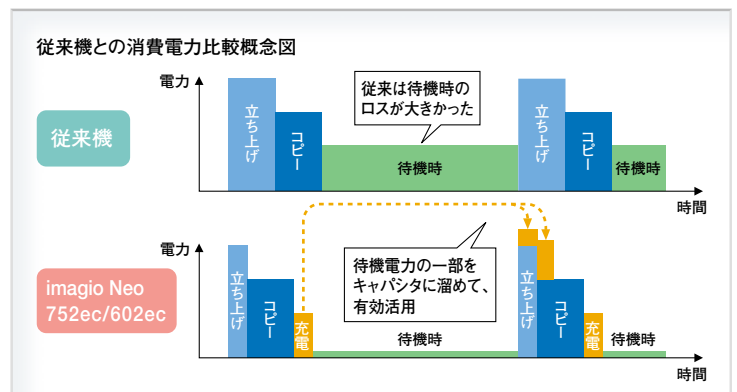 従来機との消費電力比較概念図
電力
従来は待機時の
ロスが大きかった
従来機
立ち上げ
コピー
待機時
立ち上げ
コピー
待機時
時間
電力
待機電力の一部を
キャパシタに溜めて、
有効活用
imagio Neo
752ec/602ec
立ち上げ
コピー
充電
待機時
立ち上げ
コピー
充電
待機時
時間